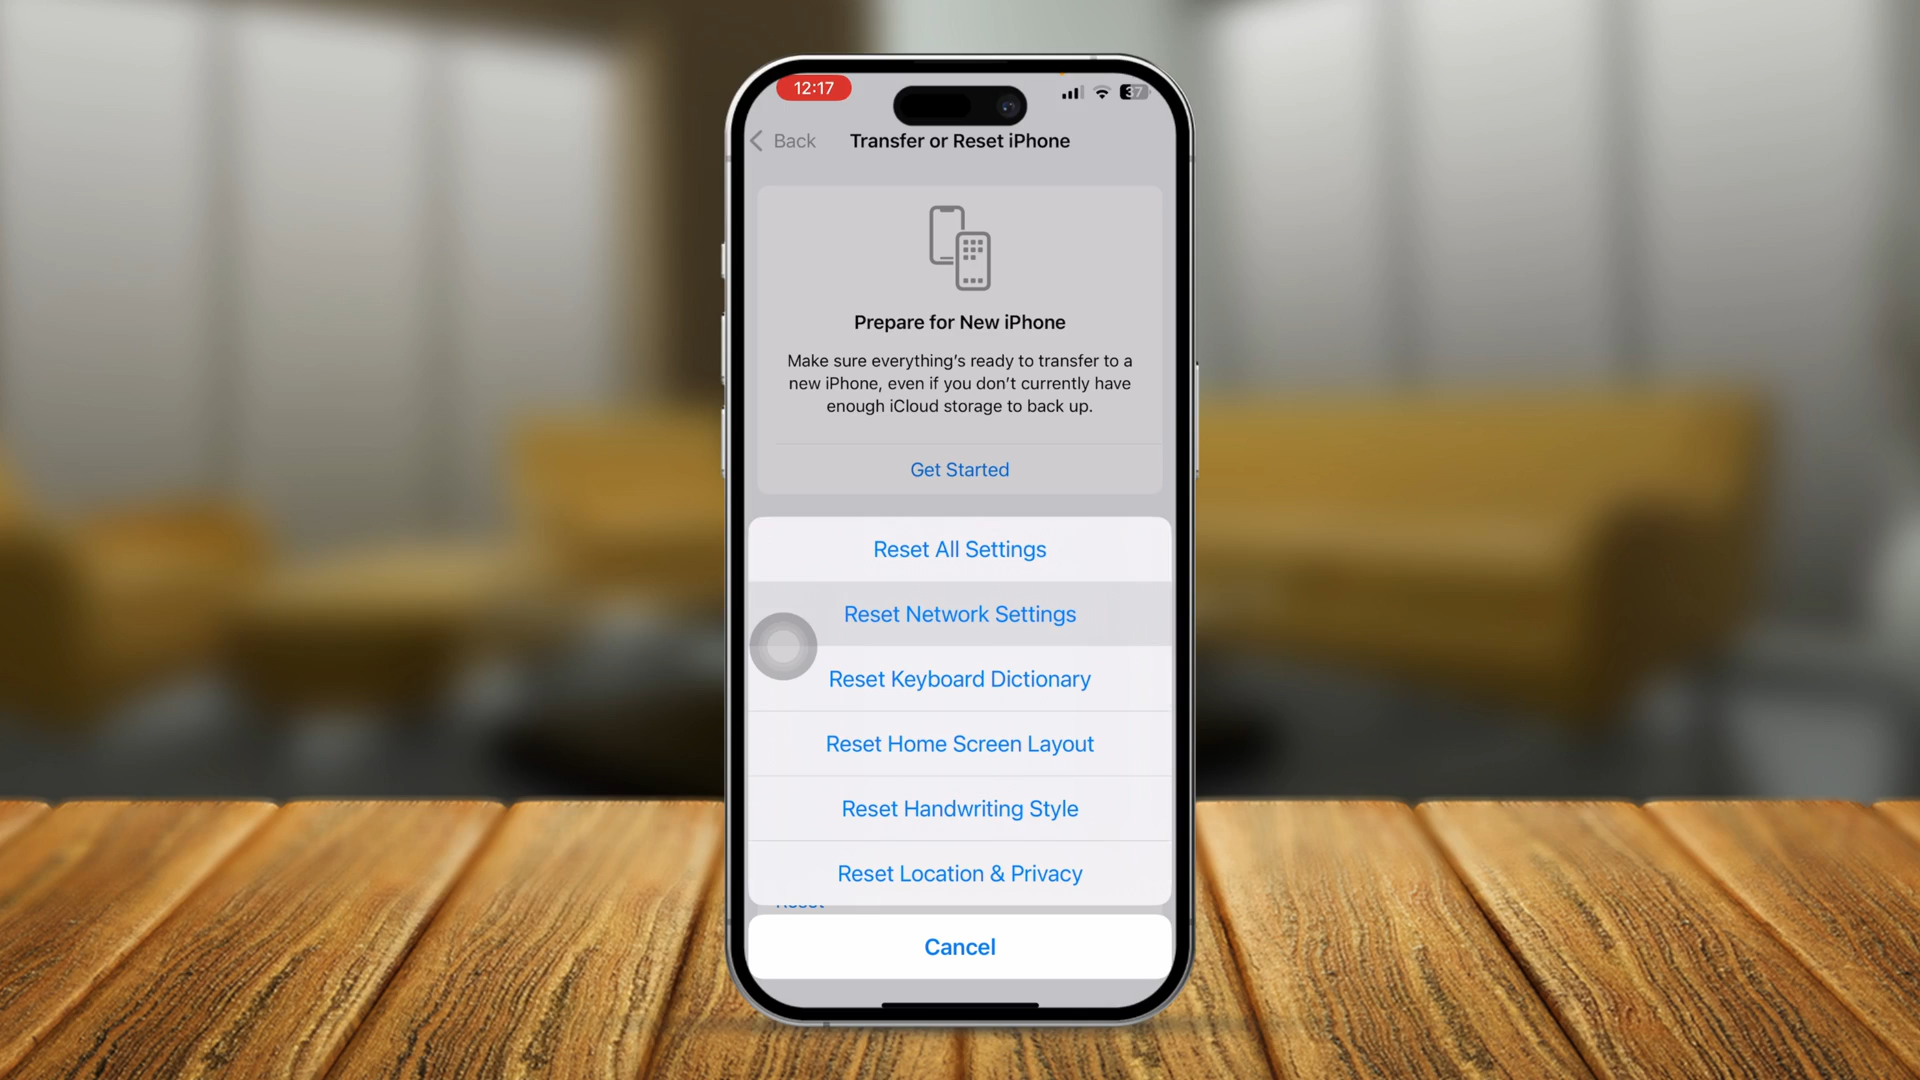 12:17
37
Back
Transfer or Reset iPhone
Prepare for New iPhone
Make sure everything’s ready to transfer to a
new iPhone, even if you don’t currently have
enough iCloud storage to back up.
Get Started
Reset All Settings
Reset Network Settings
Reset Keyboard Dictionary
Reset Home Screen Layout
Reset Handwriting Style
Reset Location & Privacy
Reset
Cancel